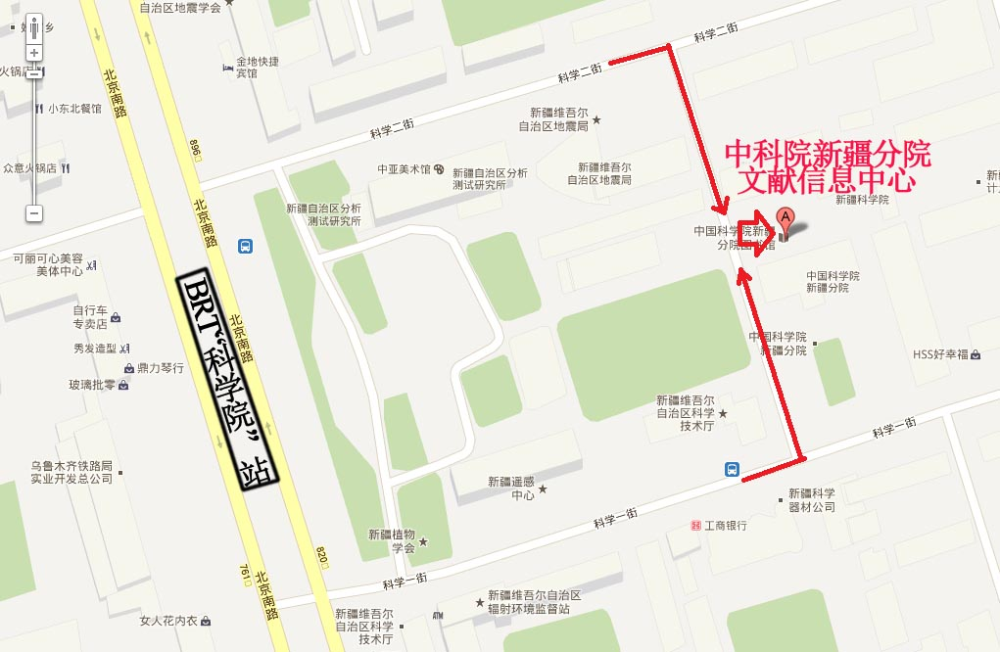 自治区地震学会
乡
北京南路
金地快捷
宾馆
火锅店
小东北餐馆
众意火锅店
科学二街
科学二街
科学二街
新疆维吾尔
自治区地震局
896
中亚美术馆
新疆自治区分析
测试研究所
新疆维吾尔
自治区地震局
中科院新疆分院
文献信息中心
新疆科学院
新疆自治区分析
测试研究所
北京南路
A
中国科学院新疆
分院图书馆
可丽可心美容
美体中心
中国科学院
新疆分院
BRT“科学院”站
自行车
专卖店
北京南路
秀发造型
中国科学院
新疆分院
HSS好幸福
鼎力琴行
玻璃批零
新疆维吾尔
自治区科学
技术厅
科学一街
乌鲁木齐铁路局
实业开发总公司
新疆遥感
中心
新疆科学
器材公司
科学一街
工商银行
新疆植物
学会
820
761
北京南路
科学一街
新疆维吾尔自治区
辐射环境监督站
ATM
女人花内衣
新疆维吾尔
自治区科学
技术厅